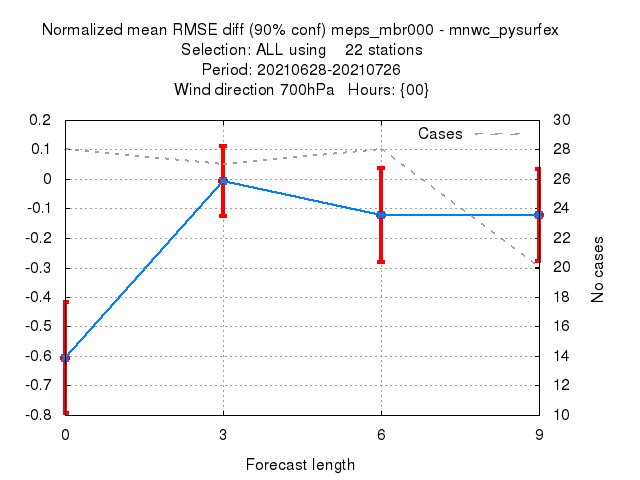 Normalized mean RMSE diff (90% conf) meps_mbr000 - mnwc_pysurfex
Selection: ALL using 22 stations
Period: 20210628-20210726
Wind direction 700hPa Hours: {00}
0.2 30
Cases
0.1 28
0 26
-0.1 24
-0.2 22
-0.3 20
-0.4 18
-0.5 16
-0.6 14
-0.7 12
-0.8 10
No cases
0 3 6 9
Forecast length